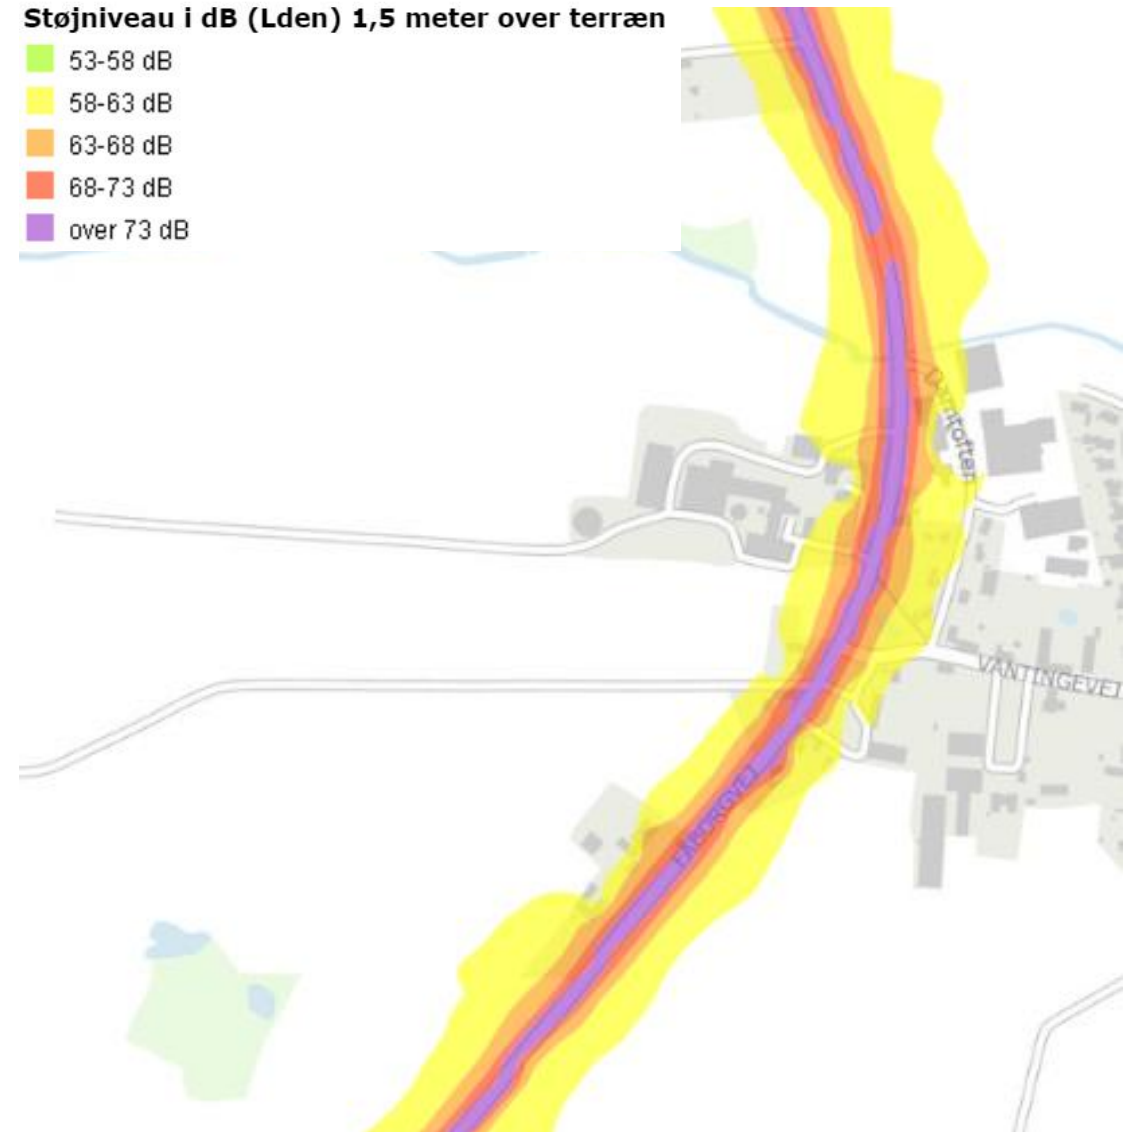 Støjniveau i dB (Lden) 1,5 meter over terræn
53-58 dB
58-63 dB
63-68 dB
68-73 dB
over 73 dB
VANTINGEVEJ